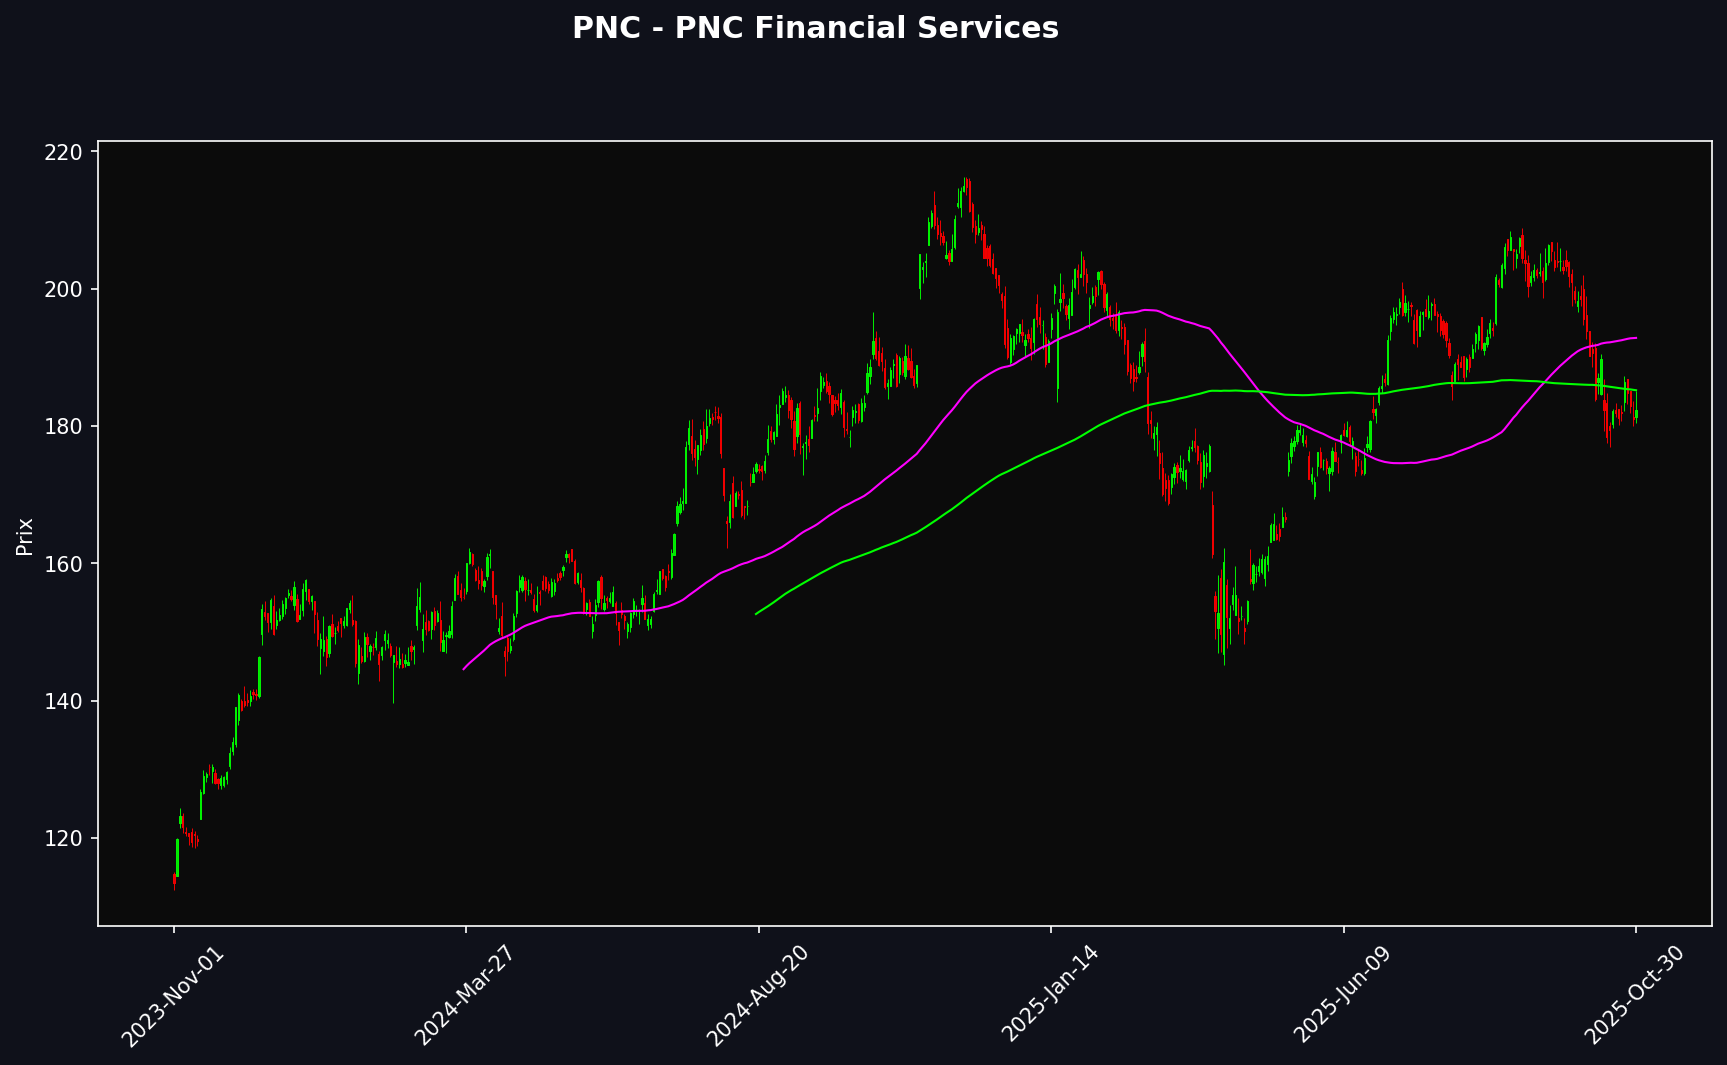 PNC - PNC Financial Services
Prix
220
200
180
160
140
120
2023-Nov-01
2024-Mar-27
2024-Aug-20
2025-Jan-14
2025-Jun-09
2025-Oct-30